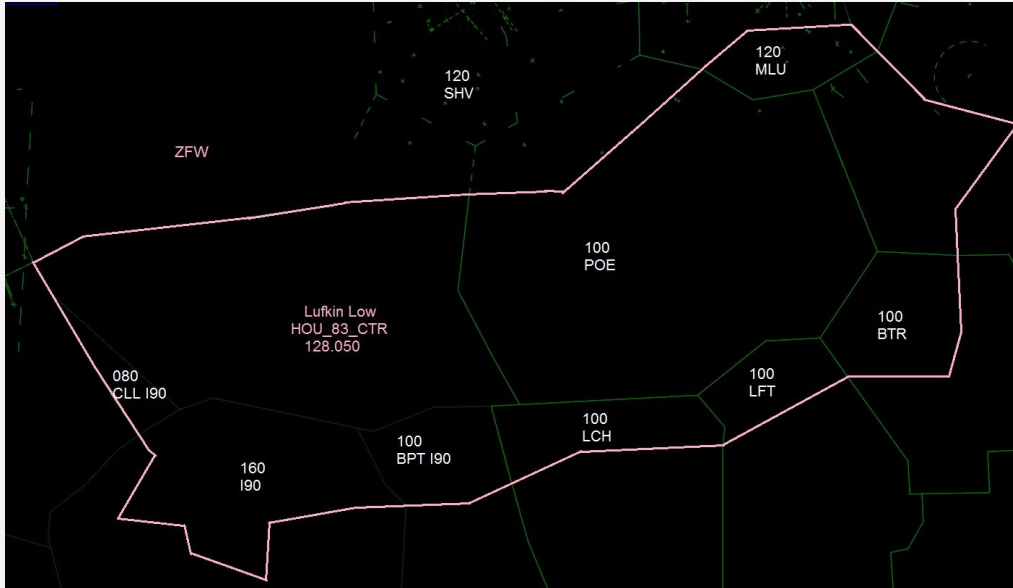 120
MLU
120
SHV
ZFW
100
POE
Lufkin Low
HOU_83_CTR
128.050
100
BTR
080
CLL I90
100
LFT
100
LCH
100
BPT I90
160
I90